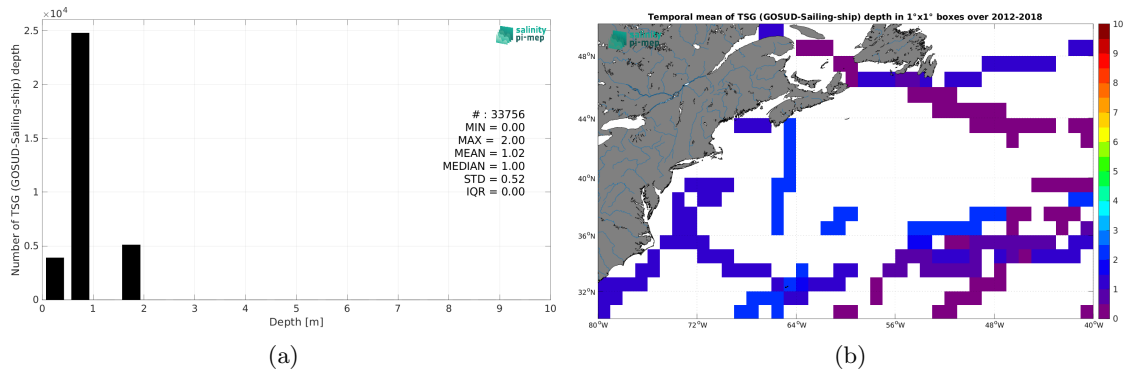 ×10⁴
2.5
2
1.5
1
0.5
0
0 1 2 3 4 5 6 7 8 9 10
Number of TSG (GOSUD-Sailing-ship) depth
Depth [m]
salinity
pi-mep
# : 33756
MIN = 0.00
MAX = 2.00
MEAN = 1.02
MEDIAN = 1.00
STD = 0.52
IQR = 0.00
(a)
Temporal mean of TSG (GOSUD-Sailing-ship) depth in 1°x1° boxes over 2012-2018
salinity
pi-mep
48°N
44°N
40°N
36°N
32°N
80°W 72°W 64°W 56°W 48°W 40°W
10
9
8
7
6
5
4
3
2
1
0
(b)